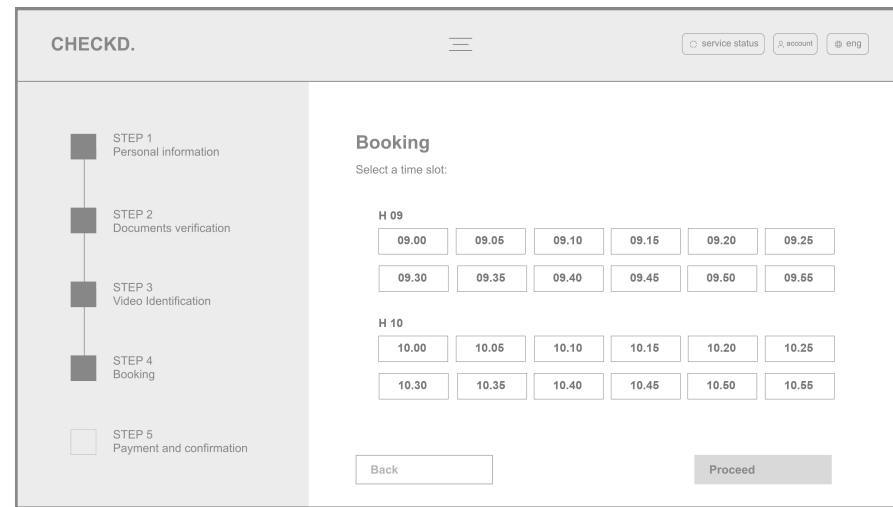 CHECKD.
service status
account
eng
STEP 1
Personal information
STEP 2
Documents verification
STEP 3
Video Identification
STEP 4
Booking
STEP 5
Payment and confirmation
Booking
Select a time slot:
H 09
09.00 09.05 09.10 09.15 09.20 09.25
09.30 09.35 09.40 09.45 09.50 09.55
H 10
10.00 10.05 10.10 10.15 10.20 10.25
10.30 10.35 10.40 10.45 10.50 10.55
Back
Proceed